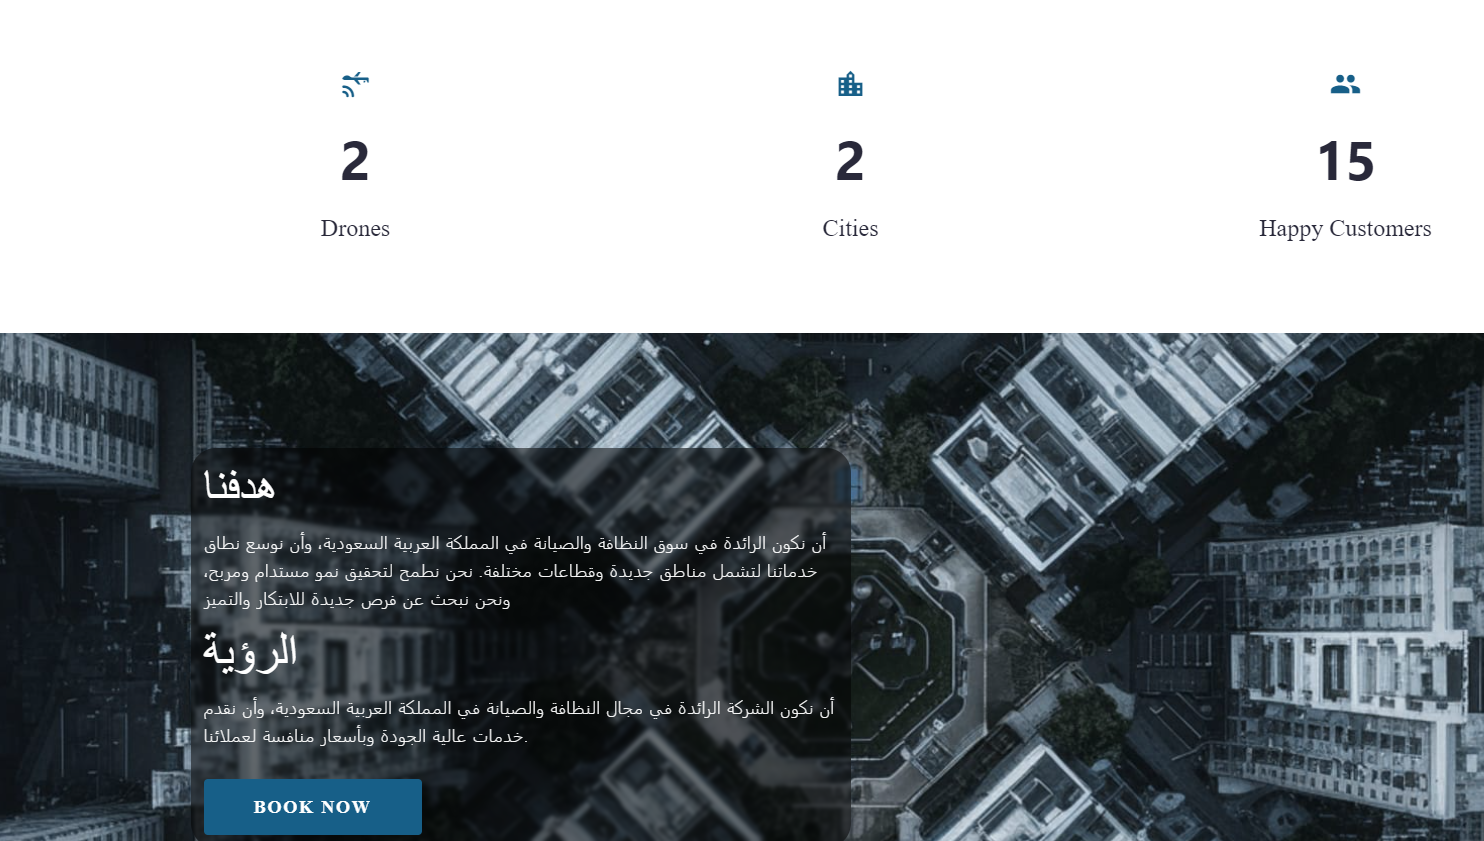 2
2
15
Drones
Cities
Happy Customers
هدفنا
أن نكون الرائدة في سوق النظافة والصيانة في المملكة العربية السعودية، وأن نوسع نطاق
خدماتنا لتشمل مناطق جديدة وقطاعات مختلفة. نحن نطمح لتحقيق نمو مستدام ومربح،
ونحن نبحث عن فرص جديدة للابتكار والتميز
الرؤية
أن نكون الشركة الرائدة في مجال النظافة والصيانة في المملكة العربية السعودية، وأن نقدم
خدمات عالية الجودة وبأسعار منافسة لعملائنا.
BOOK NOW